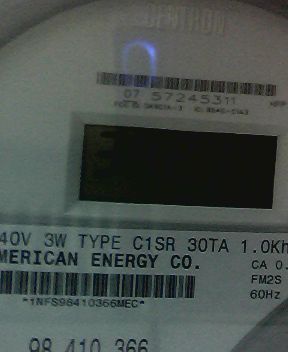 CENTRON
07 57245311
40V 3W TYPE C1SR 30TA 1.0Kh
MERICAN ENERGY CO.
CA 0.
FM2S
60Hz
*1NFS98410366MEC*
98 410 366